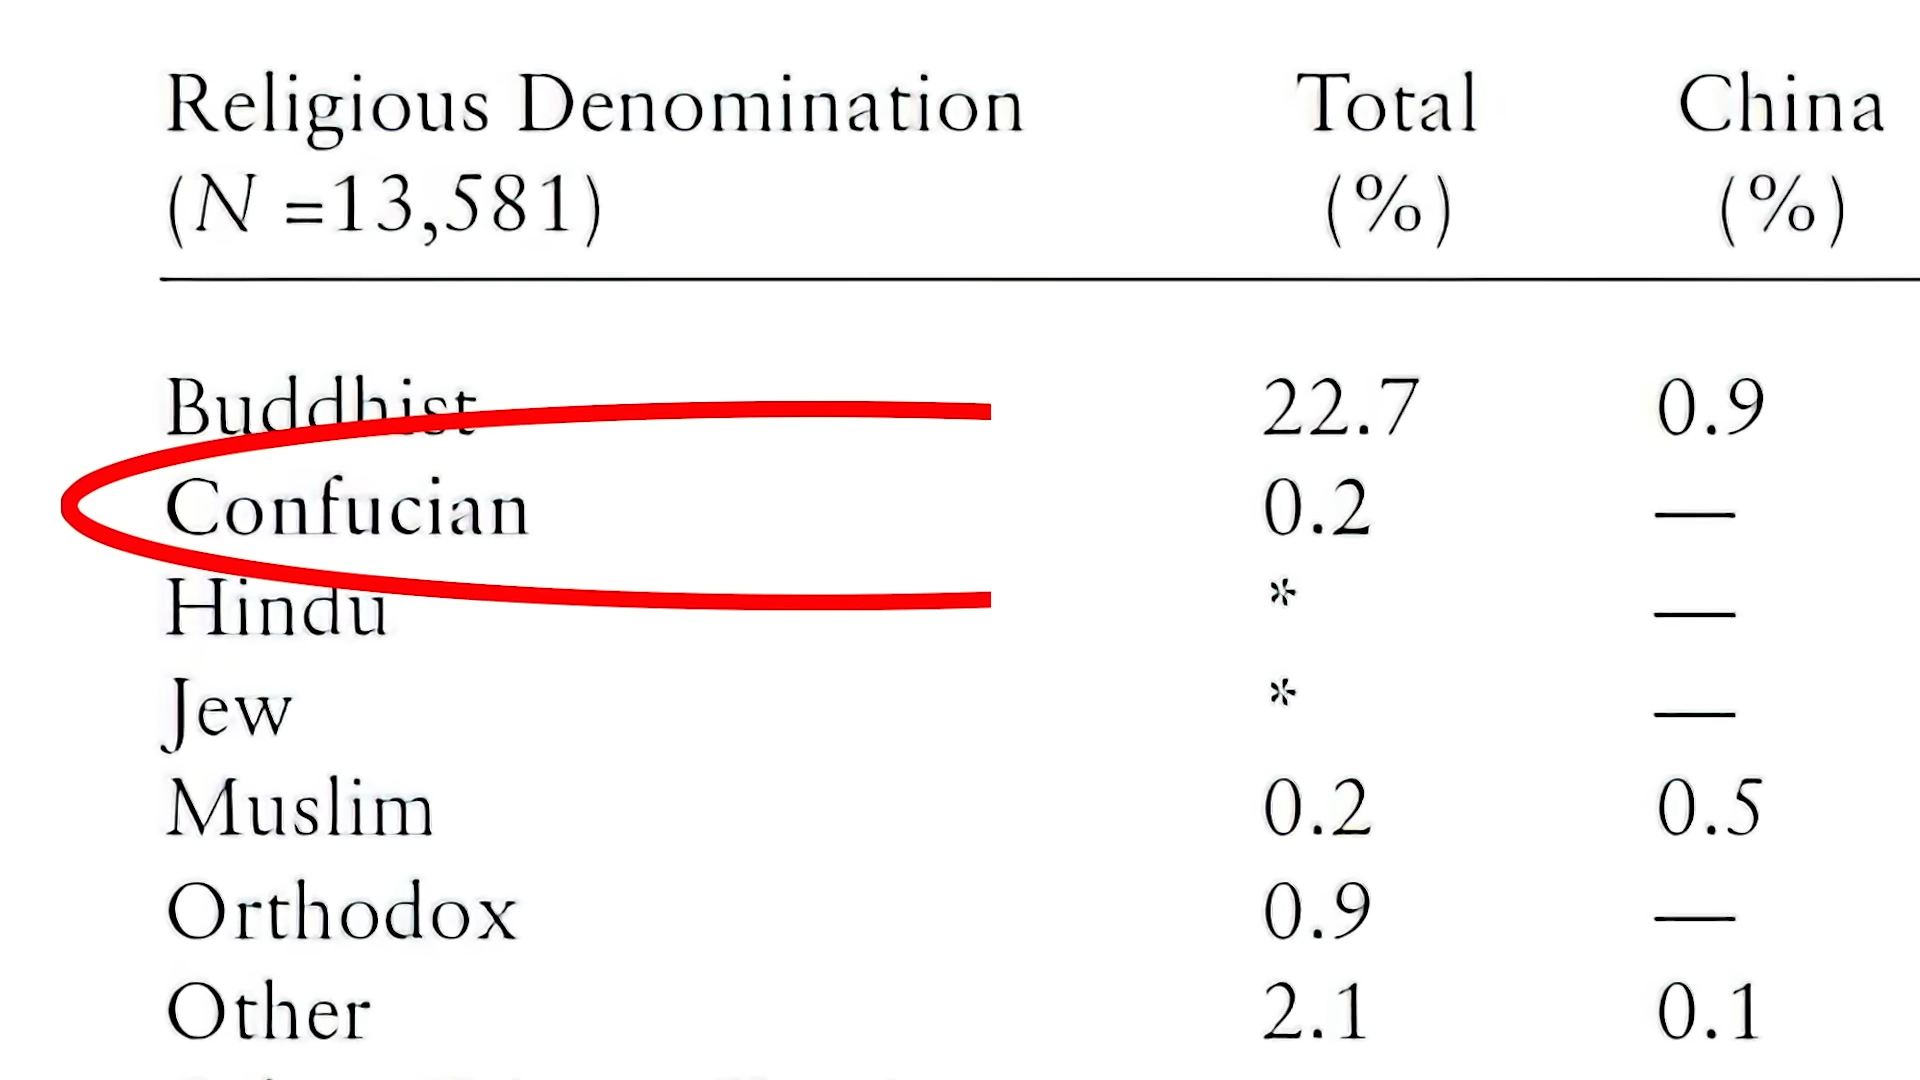 Religious Denomination Total China
(N =13,581) (%) (%)
Buddhist 22.7 0.9
Confucian 0.2 —
Hindu * —
Jew * —
Muslim 0.2 0.5
Orthodox 0.9 —
Other 2.1 0.1